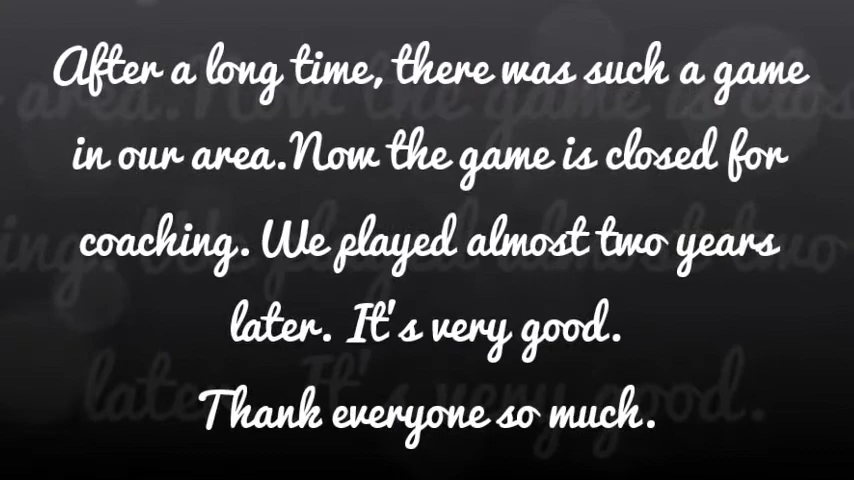 After a long time, there was such a game
in our area.Now the game is closed for
coaching. We played almost two years
later. It's very good.
Thank everyone so much.